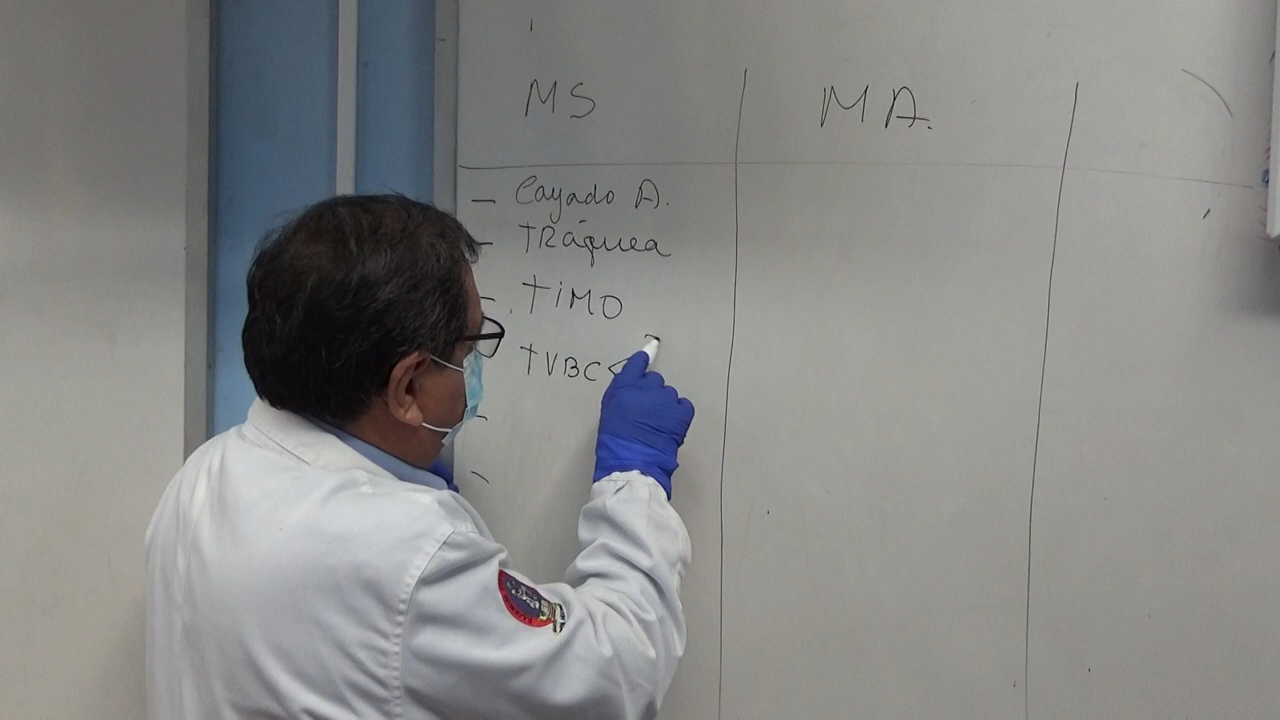 MS
MA.
- Cayado A.
- TRáquea
- TiMO
TVBC <